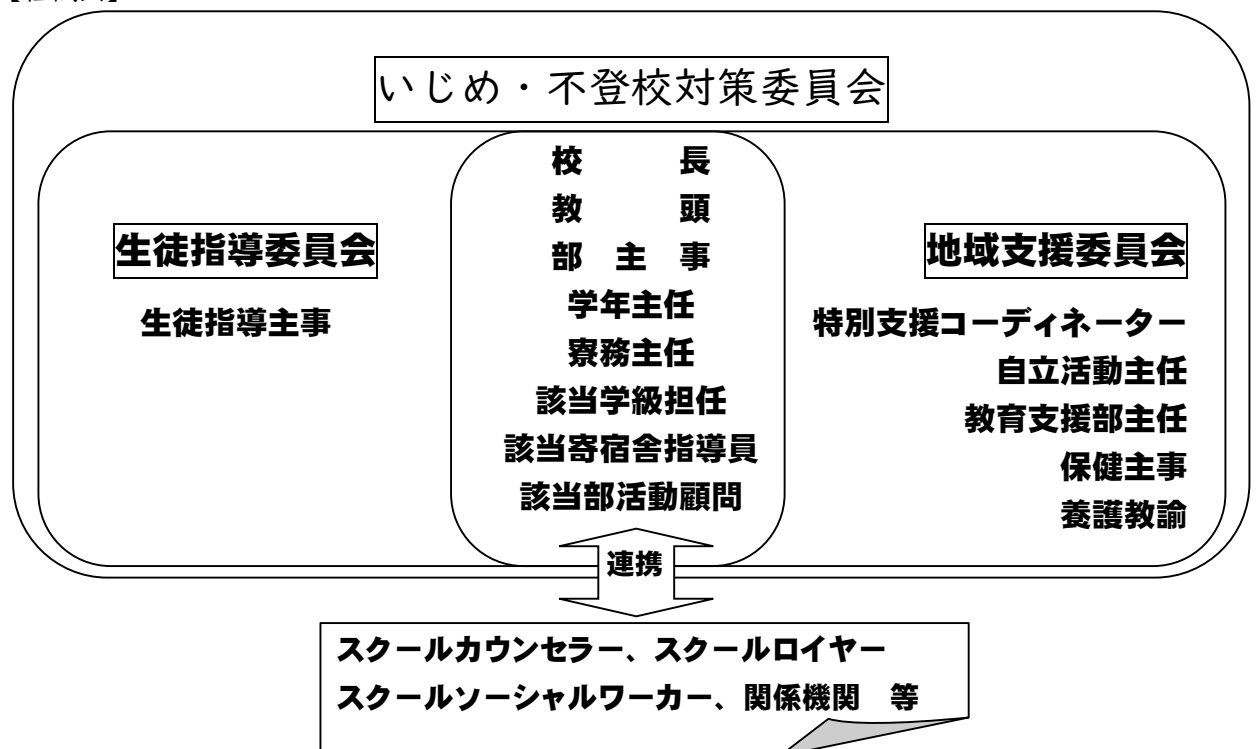 いじめ・不登校対策委員会
生徒指導委員会
生徒指導主事
校　　　長
教　　　頭
部　主　事
学年主任
寮務主任
該当学級担任
該当寄宿舎指導員
該当部活動顧問
地域支援委員会
特別支援コーディネーター
自立活動主任
教育支援部主任
保健主事
養護教諭
連携
スクールカウンセラー、スクールロイヤー
スクールソーシャルワーカー、関係機関　等